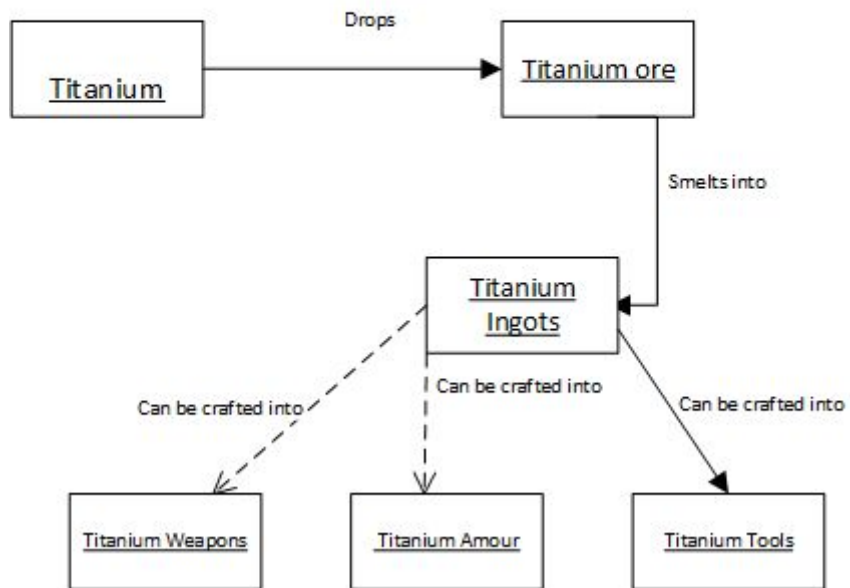 Drops
Titanium
Titanium ore
Smelts into
Titanium
Ingots
Can be crafted into
Can be crafted into
Can be crafted into
Titanium Weapons
Titanium Amour
Titanium Tools